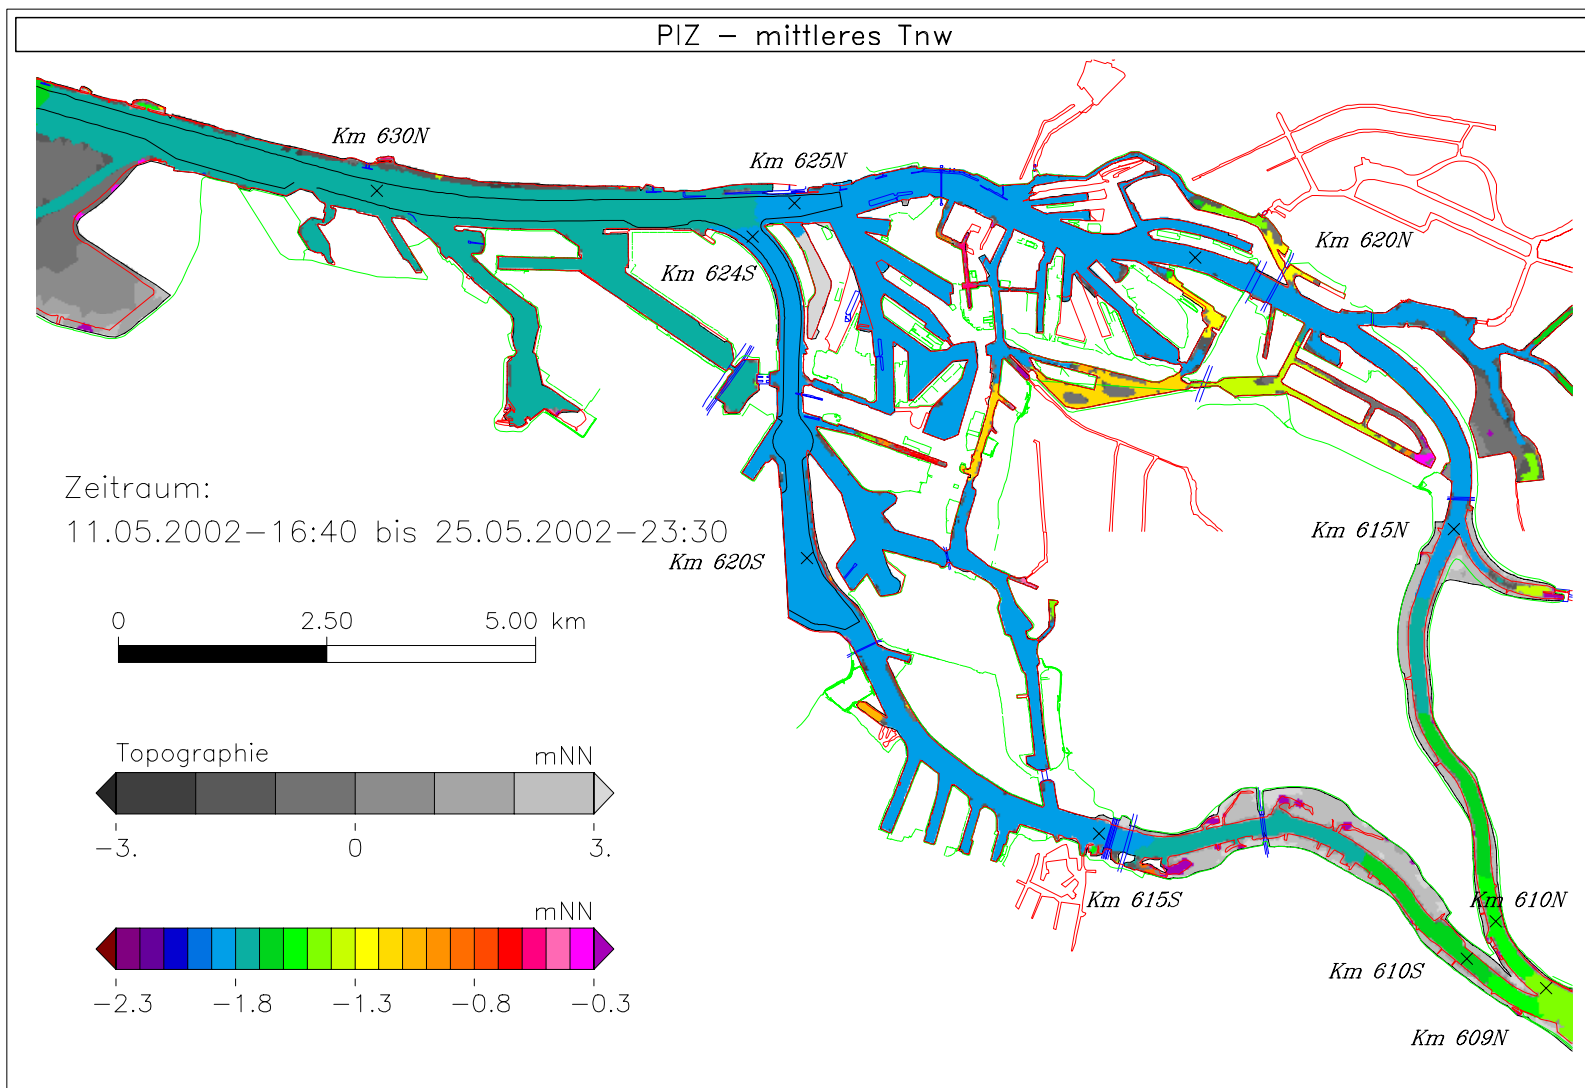 PIZ - mittleres Tnw
Km 630N
Km 625N
Km 620N
Km 624S
Zeitraum:
11.05.2002-16:40 bis 25.05.2002-23:30
Km 615N
Km 620S
0 2.50 5.00 km
Topographie mNN
-3. 0 3.
Km 615S
Km 610N
mNN
-2.3 -1.8 -1.3 -0.8 -0.3
Km 610S
Km 609N